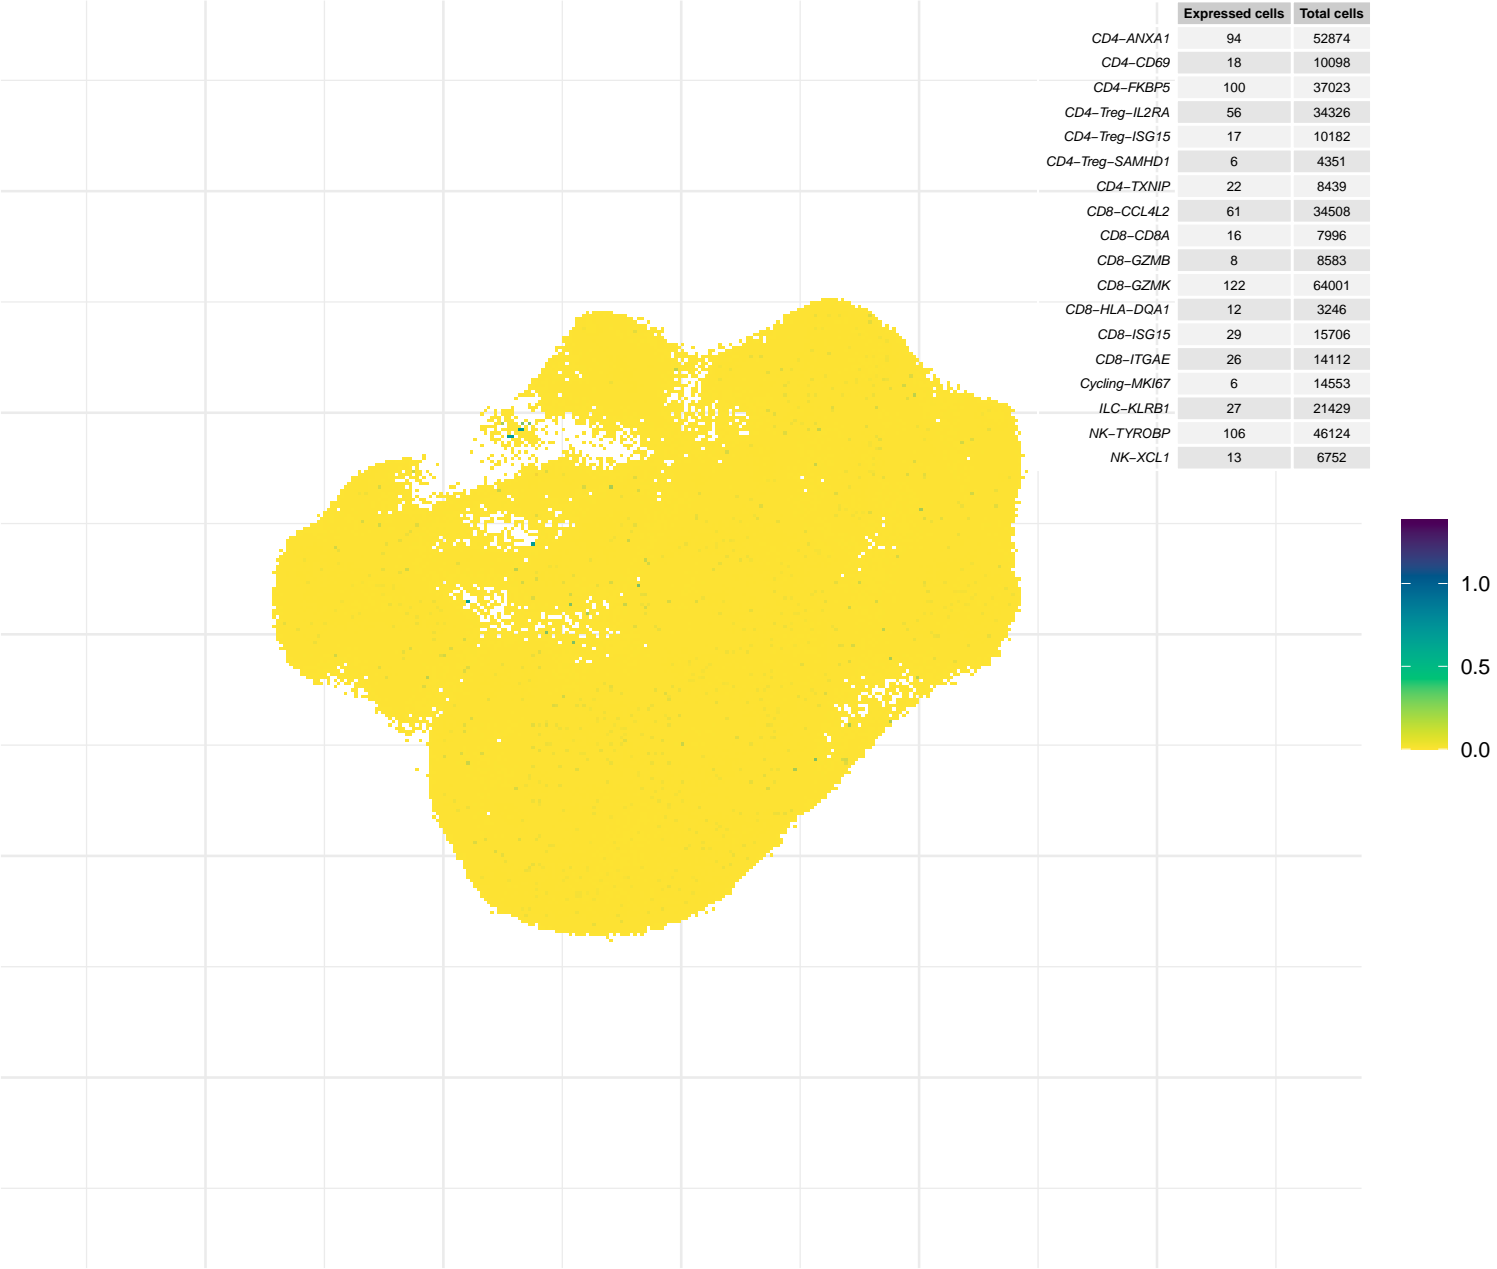 Expressed cells Total cells
CD4−ANXA1 94 52874
CD4−CD69 18 10098
CD4−FKBP5 100 37023
CD4−Treg−IL2RA 56 34326
CD4−Treg−ISG15 17 10182
CD4−Treg−SAMHD1 6 4351
CD4−TXNIP 22 8439
CD8−CCL4L2 61 34508
CD8−CD8A 16 7996
CD8−GZMB 8 8583
CD8−GZMK 122 64001
CD8−HLA−DQA1 12 3246
CD8−ISG15 29 15706
CD8−ITGAE 26 14112
Cycling−MKI67 6 14553
ILC−KLRB1 27 21429
NK−TYROBP 106 46124
NK−XCL1 13 6752
1.0
0.5
0.0